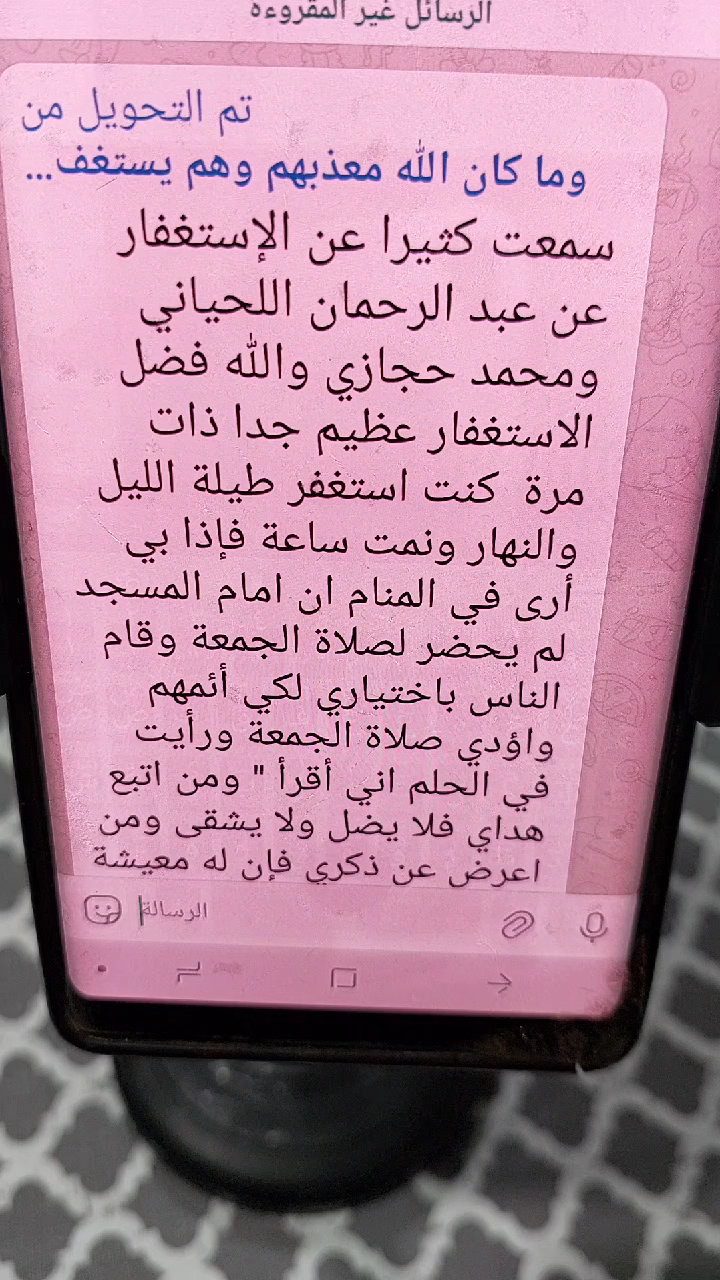 الرسائل غير المقروءه
تم التحويل من
وما كان الله معذبهم وهم يستغف...
سمعت كثيرا عن الإستغفار
عن عبد الرحمان اللحياني
ومحمد حجازي والله فضل
الاستغفار عظيم جدا ذات
مرة كنت استغفر طيلة الليل
والنهار ونمت ساعة فإذا بي
أرى في المنام ان امام المسجد
لم يحضر لصلاة الجمعة وقام
الناس باختياري لكي أئمهم
واؤدي صلاة الجمعة ورأيت
في الحلم اني أقرأ " ومن اتبع
هداي فلا يضل ولا يشقى ومن
اعرض عن ذكري فإن له معيشة
الرسالة